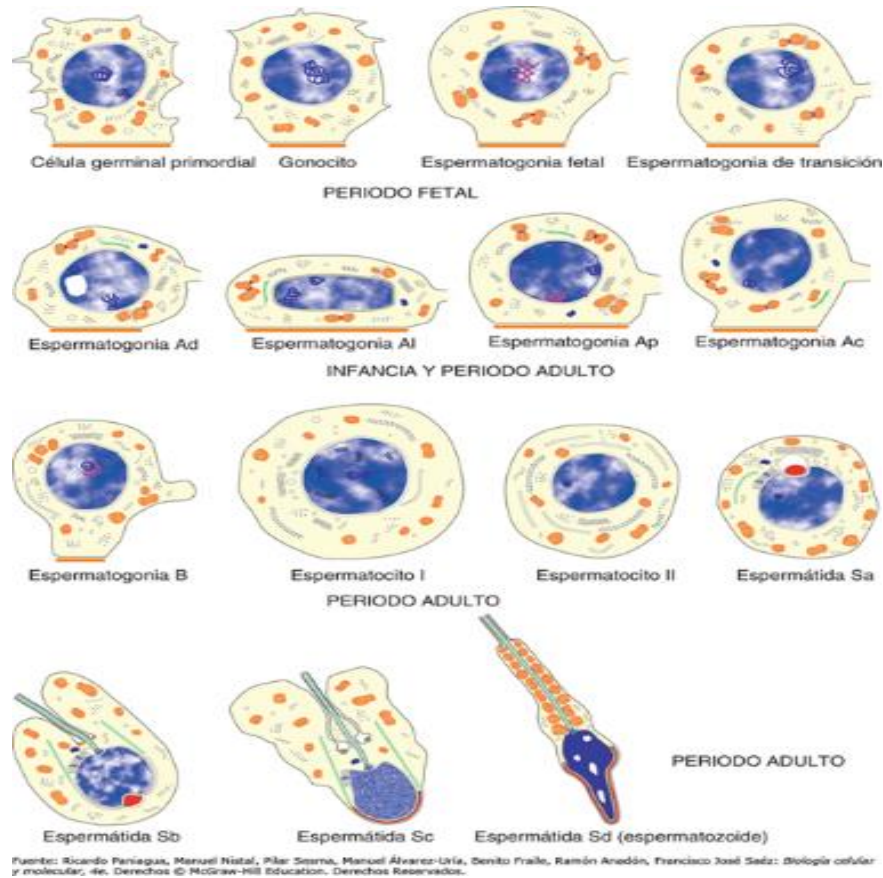 Célula germinal primordial Gonocito Espermatogonia fetal Espermatogonia de transición
PERIODO FETAL
Espermatogonia Ad Espermatogonia Al Espermatogonia Ap Espermatogonia Ac
INFANCIA Y PERIODO ADULTO
Espermatogonia B Espermatocito I Espermatocito II Espermátida Sa
PERIODO ADULTO
PERIODO ADULTO
Espermátida Sb Espermátida Sc Espermátida Sd (espermatozoide)
Fuente: Ricardo Paniagua, Manuel Nistal, Pilar Sesma, Manuel Álvarez-Uría, Benito Fraile, Ramón Anadón, Francisco José Saéz: Biología celular
y molecular, 4e. Derechos © McGraw-Hill Education. Derechos Reservados.